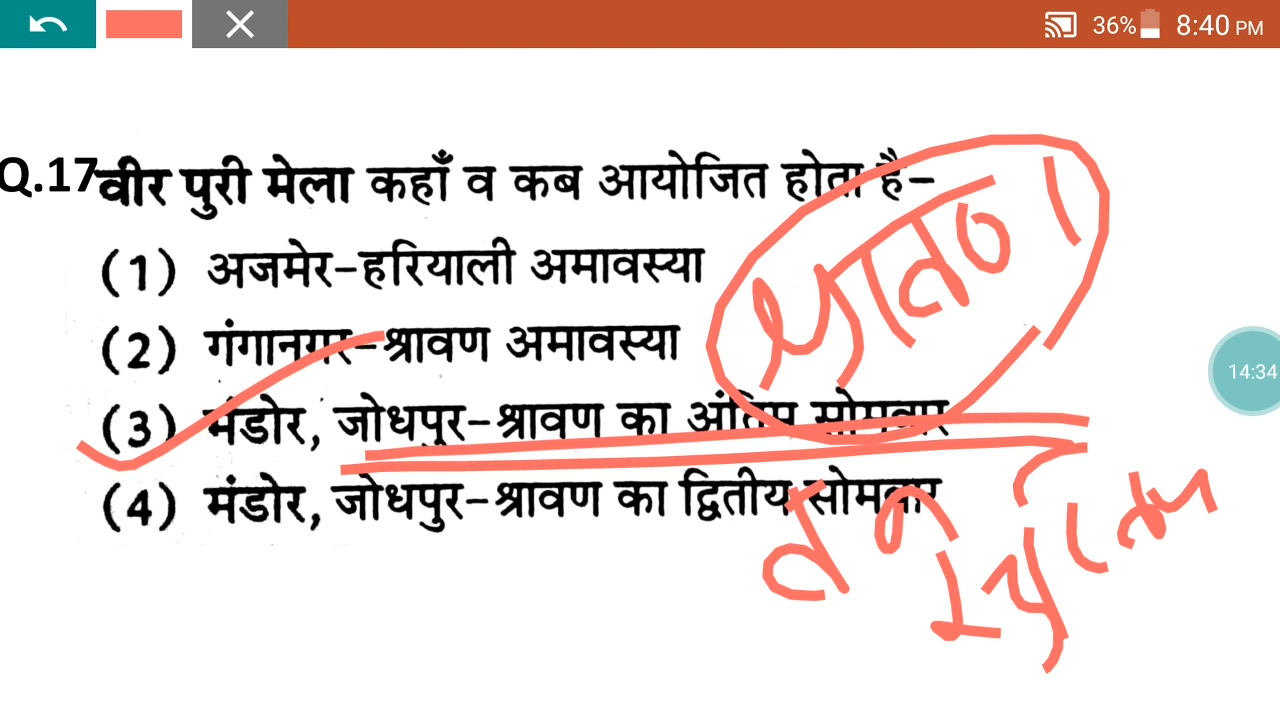 36% 8:40 PM
Q.17 वीर पुरी मेला कहाँ व कब आयोजित होता है-
(1) अजमेर-हरियाली अमावस्या
(2) गंगानगर-श्रावण अमावस्या
(3) मंडोर, जोधपुर-श्रावण का अंतिम सोमवार
(4) मंडोर, जोधपुर-श्रावण का द्वितीय सोमवार
14:34